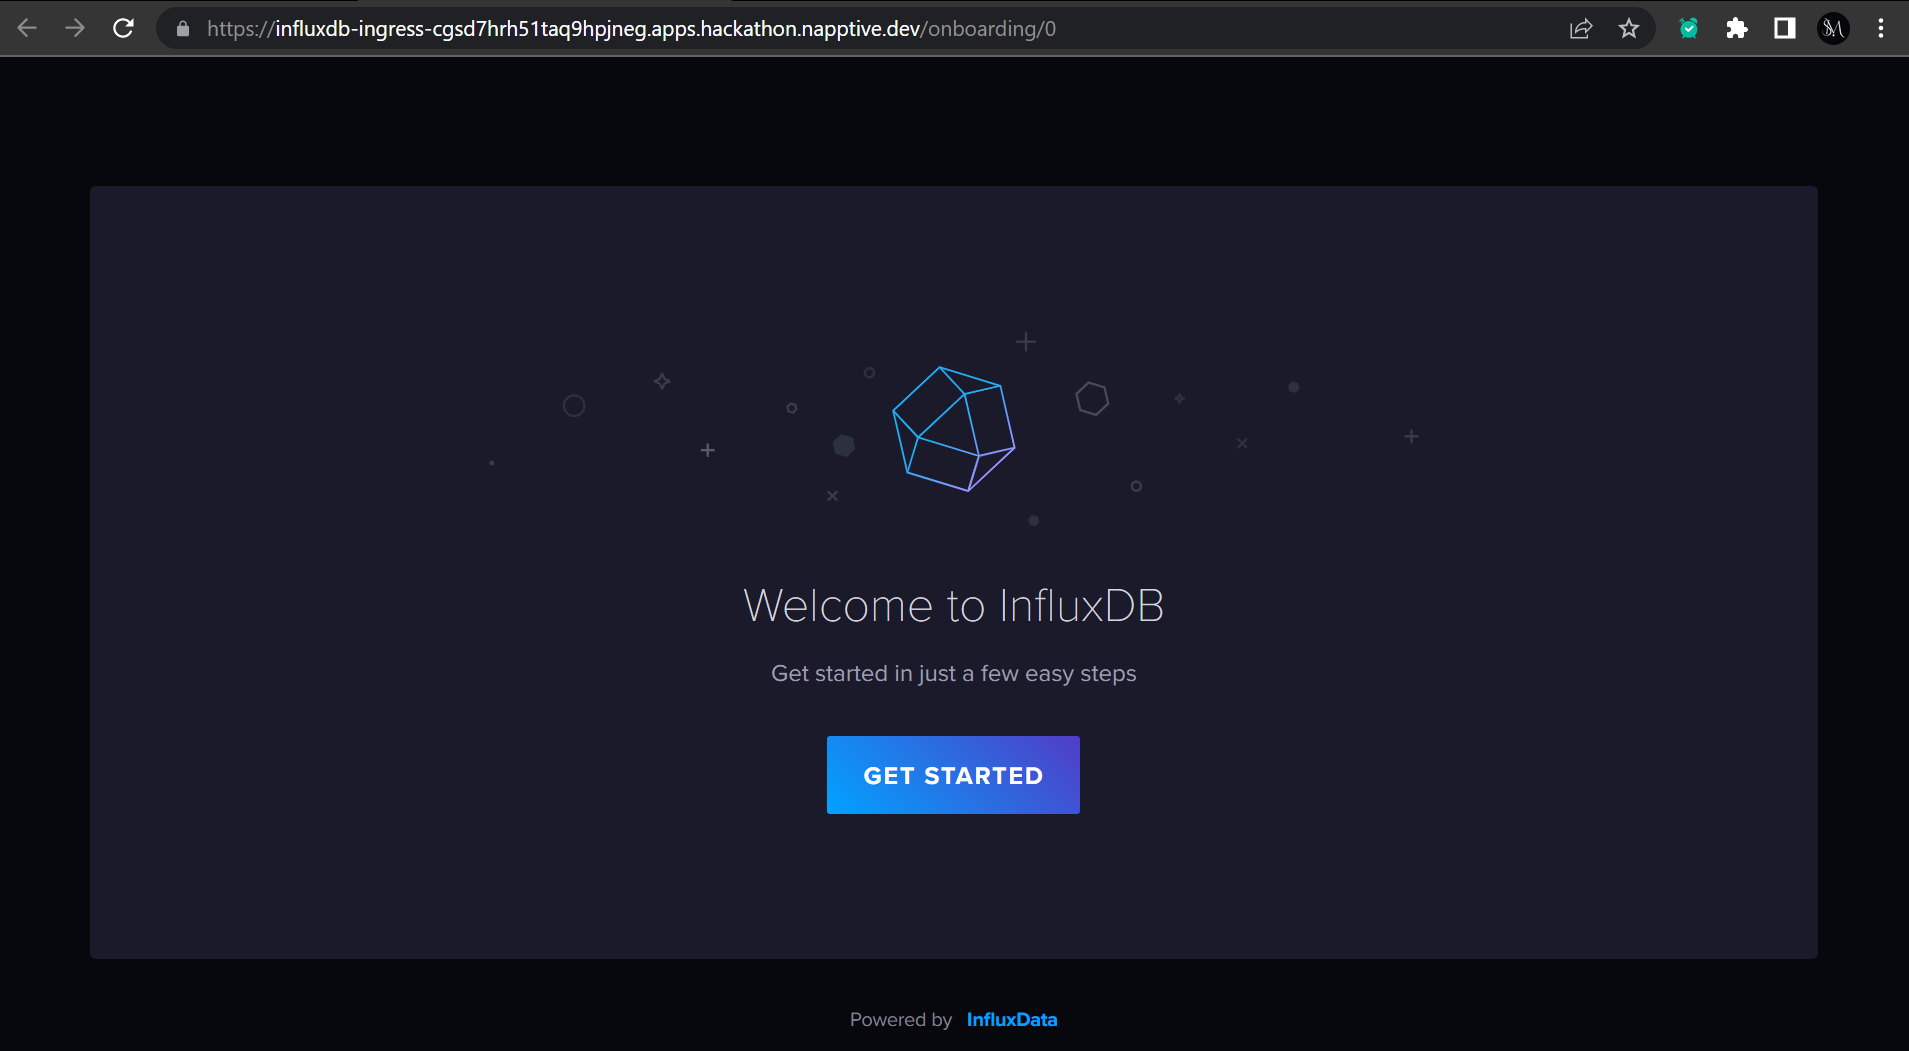 https://influxdb-ingress-cgsd7hrh51taq9hpjneg.apps.hackathon.napptive.dev/onboarding/0
Welcome to InfluxDB
Get started in just a few easy steps
GET STARTED
Powered by InfluxData